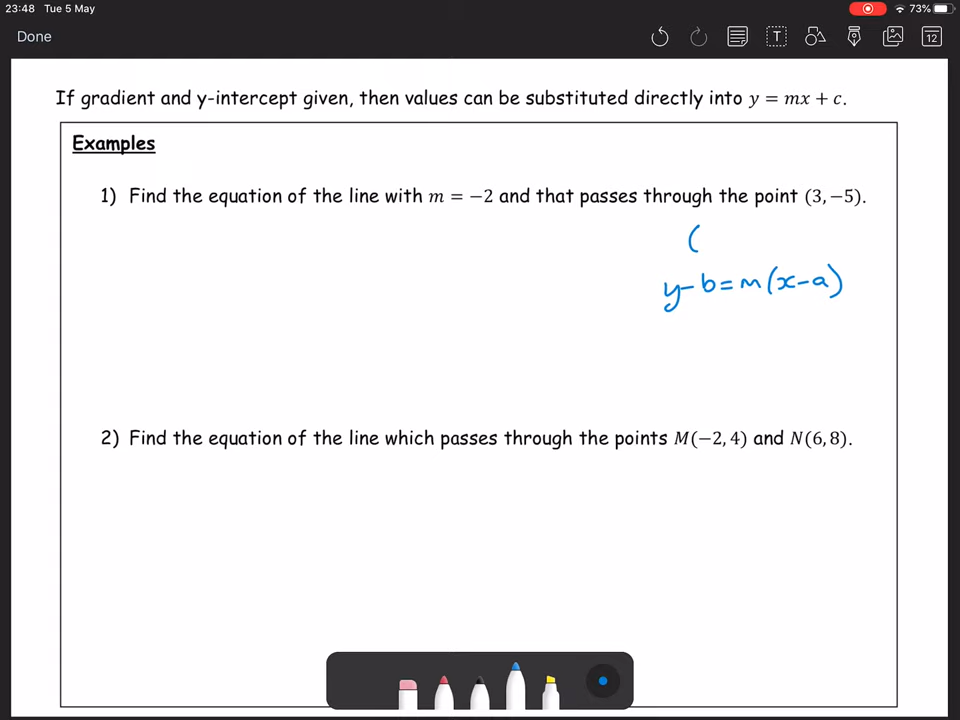 23:48 Tue 5 May 73%
Done T 12
If gradient and y-intercept given, then values can be substituted directly into y = mx + c.
Examples
1) Find the equation of the line with m = −2 and that passes through the point (3, −5).
(
y-b=m(x-a)
2) Find the equation of the line which passes through the points M(−2, 4) and N(6, 8).